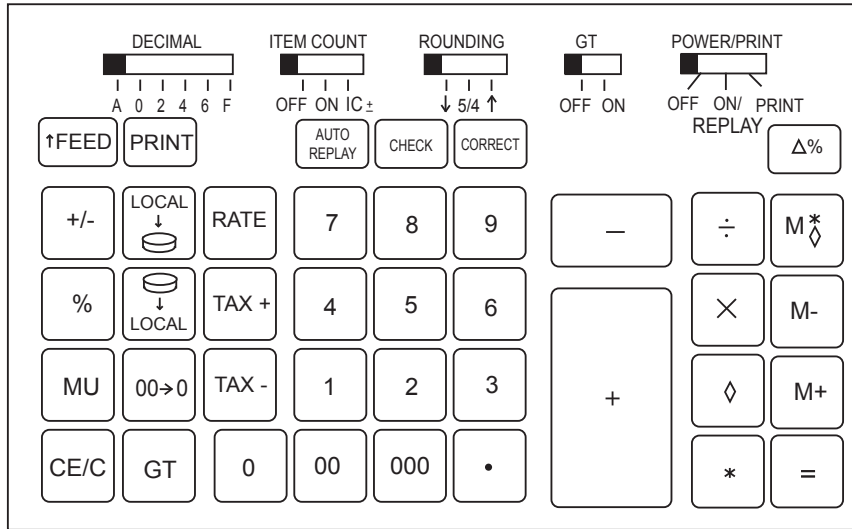 DECIMAL ITEM COUNT ROUNDING GT POWER/PRINT
A 0 2 4 6 F OFF ON IC ± ↓ 5/4 ↑ OFF ON OFF ON/ PRINT
REPLAY
↑FEED PRINT AUTO REPLAY CHECK CORRECT Δ%
+/- LOCAL ↓ RATE 7 8 9 — ÷ M*◊
% ↓ LOCAL TAX + 4 5 6 × M-
MU 00→0 TAX - 1 2 3 + ◊ M+
CE/C GT 0 00 000 • * =